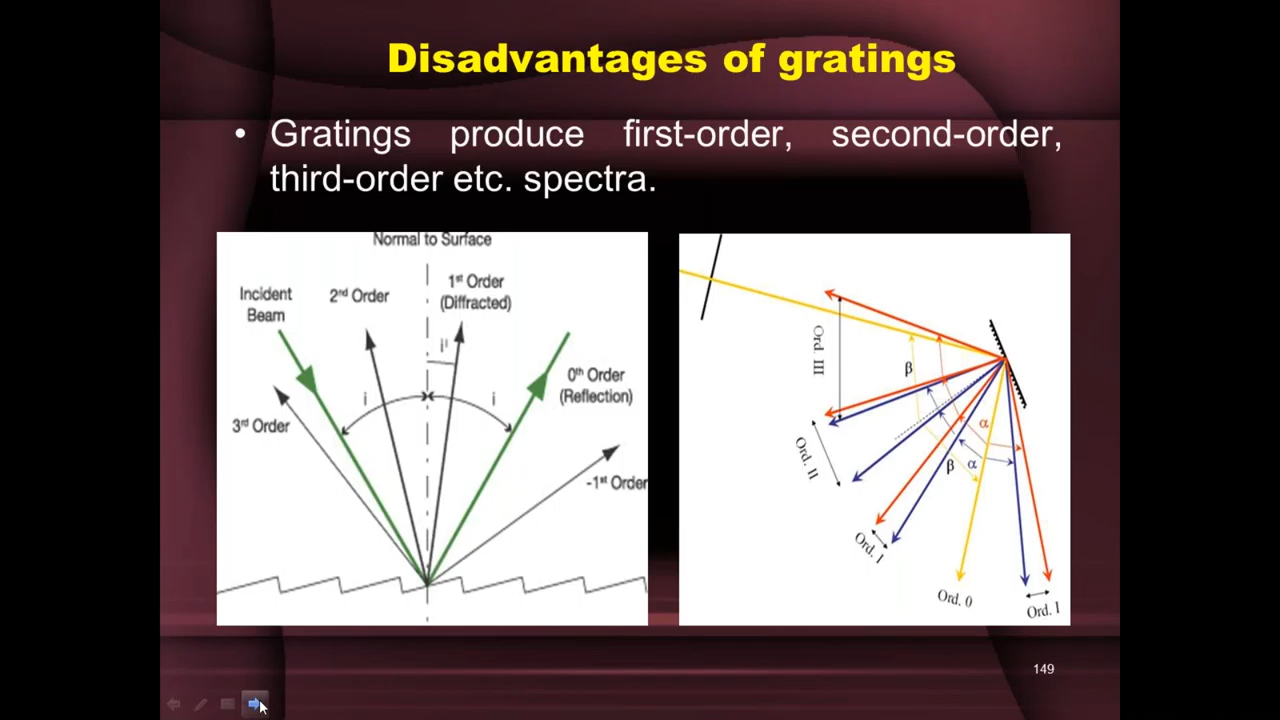 Disadvantages of gratings
• Gratings produce first-order, second-order,
third-order etc. spectra.
Normal to Surface
Incident
Beam
2nd Order
1st Order
(Diffracted)
i'
i
i
0th Order
(Reflection)
3rd Order
-1st Order
Ord. III
β
α
β
α
Ord. II
Ord. I
Ord. 0
Ord. I
149